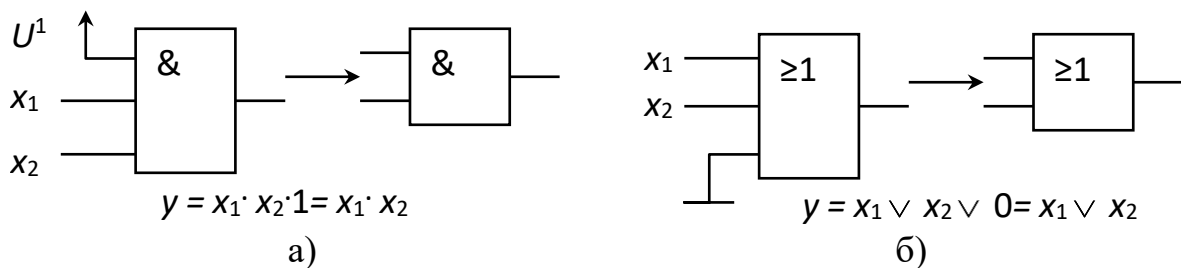 U¹
&
&
x₁
x₂
y = x₁· x₂·1= x₁· x₂
а)
x₁
≥1
≥1
x₂
y = x₁ ∨ x₂ ∨ 0= x₁ ∨ x₂
б)